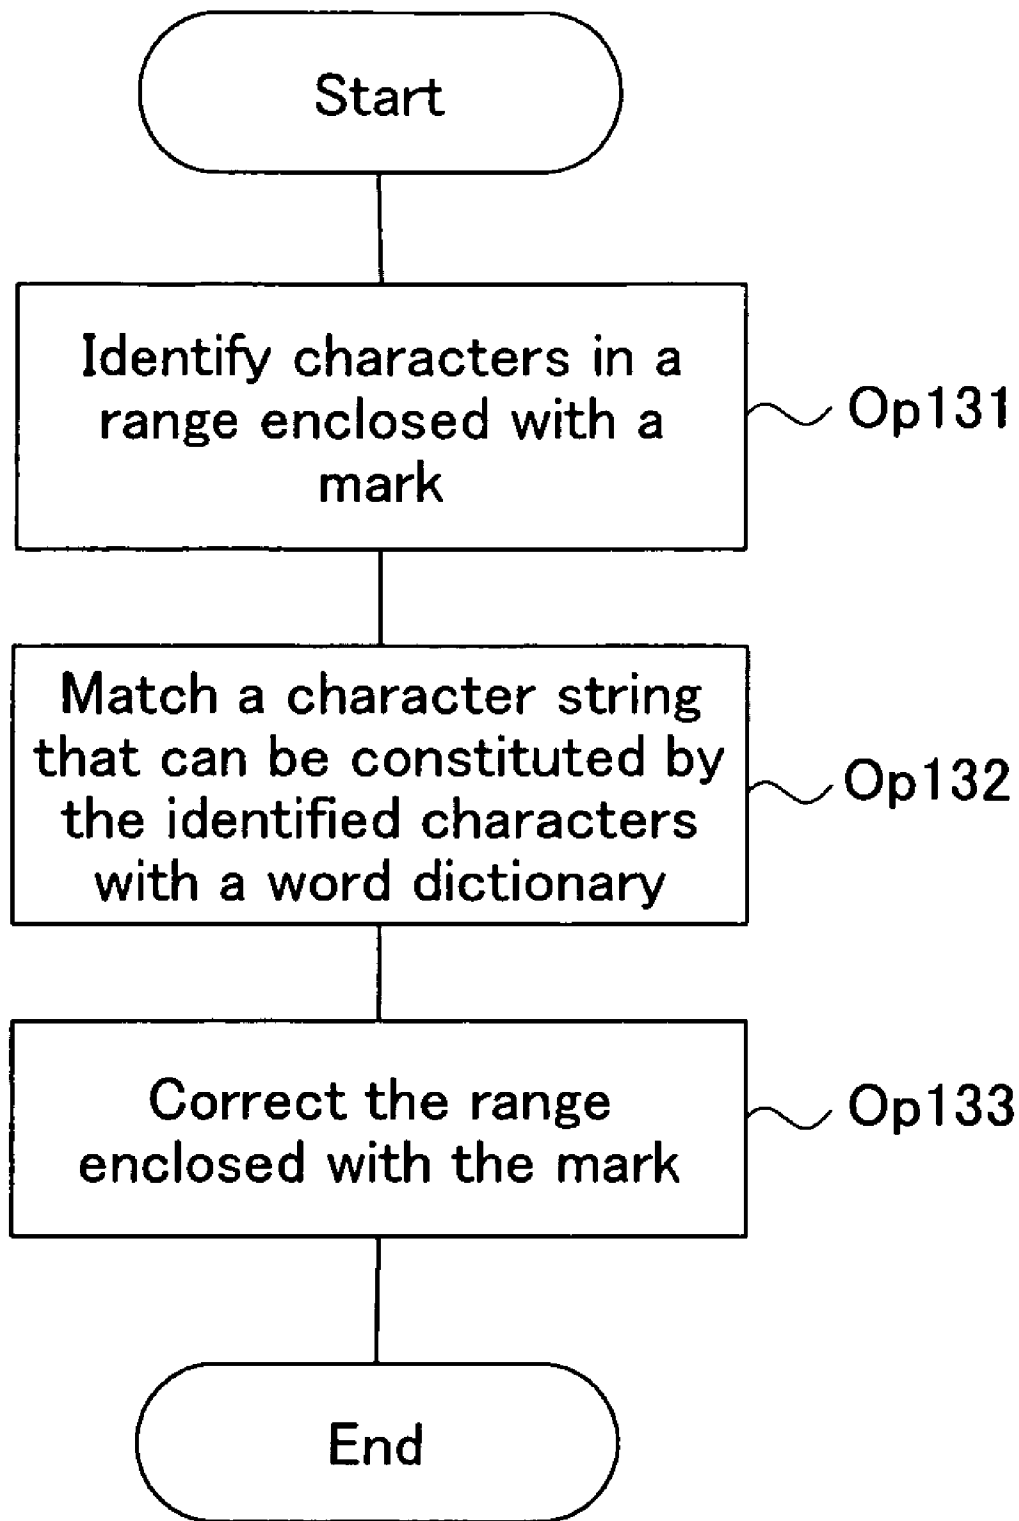 Start
Identify characters in a
range enclosed with a
mark
Op131
Match a character string
that can be constituted by
the identified characters
with a word dictionary
Op132
Correct the range
enclosed with the mark
Op133
End